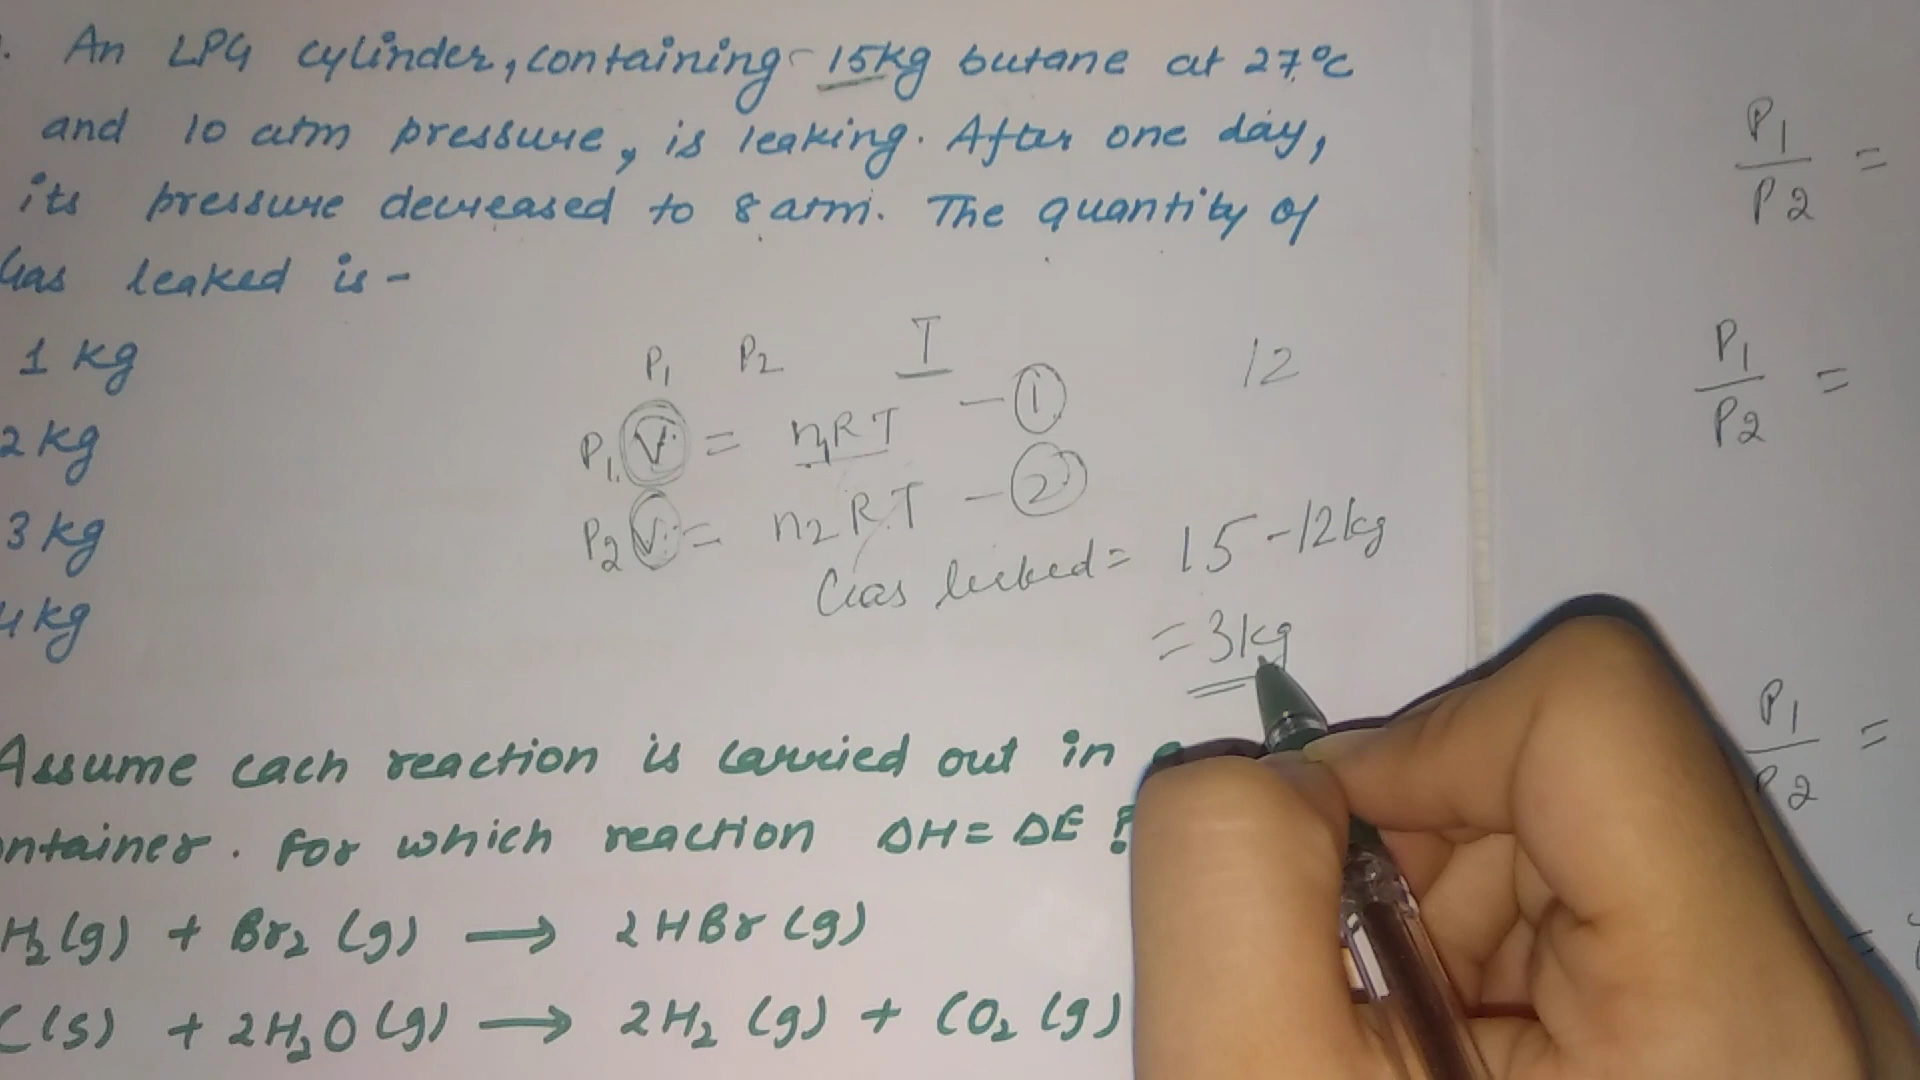 An LPG cylinder, containing 15kg butane at 27°C
and 10 atm pressure, is leaking. After one day,
its pressure decreased to 8 atm. The quantity of
Gas leaked is -
1 kg
2 kg
3 kg
4 kg
P1 P2 T
P1 V = n1RT - 1
P2 V = n2RT - 2
12
Gas leked = 15 - 12kg
= 3kg
Assume each reaction is carried out in
ontainer. For which reaction ΔH = ΔE ?
H2(g) + Br2 (g) → 2HBr (g)
C(s) + 2H2O (g) → 2H2 (g) + CO2 (g)
P1
P2 =
P1
P2 =
P1
P2 =
=